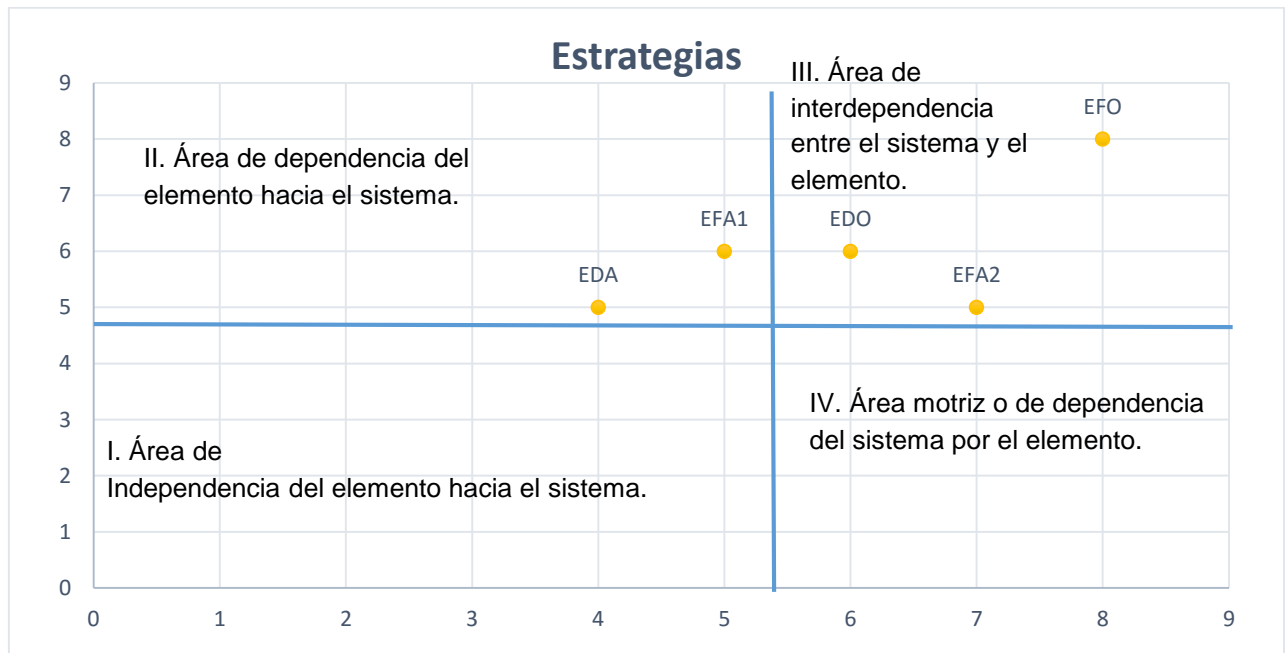 Estrategias
9
8
7
6
5
4
3
2
1
0
0 1 2 3 4 5 6 7 8 9
II. Área de dependencia del
elemento hacia el sistema.
III. Área de
interdependencia
entre el sistema y el
elemento.
EFO
EFA1
EDO
EDA
EFA2
I. Área de
Independencia del elemento hacia el sistema.
IV. Área motriz o de dependencia
del sistema por el elemento.